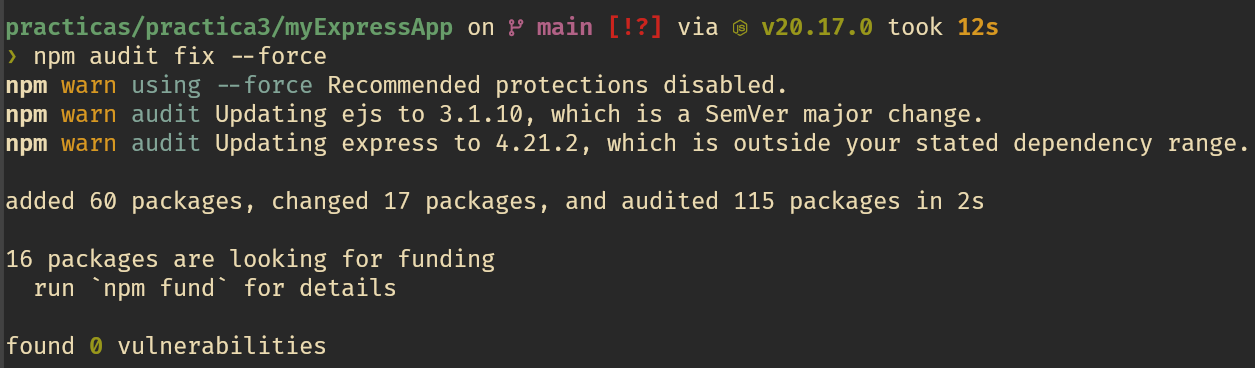 practicas/practica3/myExpressApp on main [!?] via v20.17.0 took 12s
❯ npm audit fix --force
npm warn using --force Recommended protections disabled.
npm warn audit Updating ejs to 3.1.10, which is a SemVer major change.
npm warn audit Updating express to 4.21.2, which is outside your stated dependency range.
added 60 packages, changed 17 packages, and audited 115 packages in 2s
16 packages are looking for funding
run `npm fund` for details
found 0 vulnerabilities